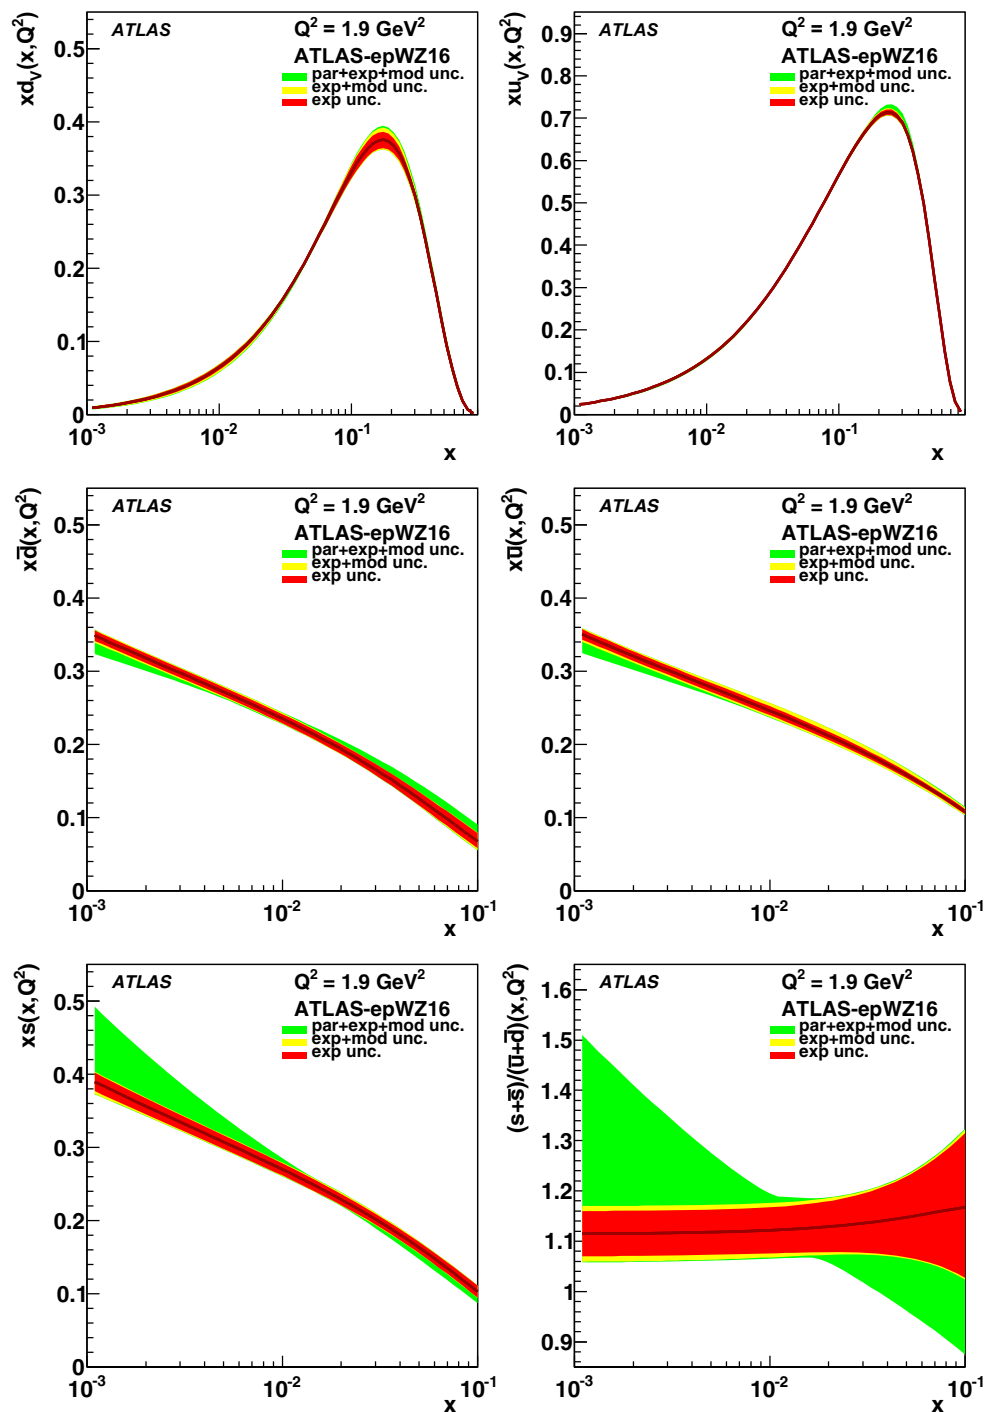 xd_V(x,Q²)
0.5
0.4
0.3
0.2
0.1
0
ATLAS
Q² = 1.9 GeV²
ATLAS-epWZ16
par+exp+mod unc.
exp+mod unc.
exp unc.
10⁻³
10⁻²
10⁻¹
x
xu_V(x,Q²)
0.9
0.8
0.7
0.6
0.5
0.4
0.3
0.2
0.1
0
ATLAS
Q² = 1.9 GeV²
ATLAS-epWZ16
par+exp+mod unc.
exp+mod unc.
exp unc.
10⁻³
10⁻²
10⁻¹
x
xd̅(x,Q²)
0.5
0.4
0.3
0.2
0.1
0
ATLAS
Q² = 1.9 GeV²
ATLAS-epWZ16
par+exp+mod unc.
exp+mod unc.
exp unc.
10⁻³
10⁻²
10⁻¹
x
xu̅(x,Q²)
0.5
0.4
0.3
0.2
0.1
0
ATLAS
Q² = 1.9 GeV²
ATLAS-epWZ16
par+exp+mod unc.
exp+mod unc.
exp unc.
10⁻³
10⁻²
10⁻¹
x
xs(x,Q²)
0.5
0.4
0.3
0.2
0.1
0
ATLAS
Q² = 1.9 GeV²
ATLAS-epWZ16
par+exp+mod unc.
exp+mod unc.
exp unc.
10⁻³
10⁻²
10⁻¹
x
(s+s̅)/(u̅+d̅)(x,Q²)
1.6
1.5
1.4
1.3
1.2
1.1
1
0.9
ATLAS
Q² = 1.9 GeV²
ATLAS-epWZ16
par+exp+mod unc.
exp+mod unc.
exp unc.
10⁻³
10⁻²
10⁻¹
x